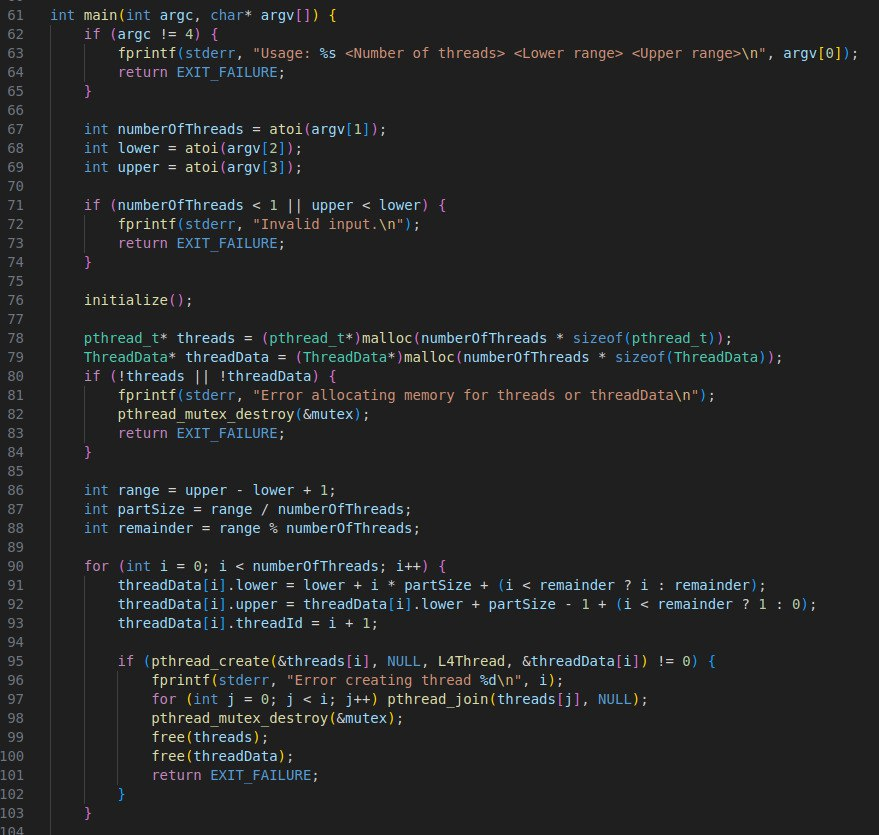 61 int main(int argc, char* argv[]) {
62     if (argc != 4) {
63         fprintf(stderr, "Usage: %s <Number of threads> <Lower range> <Upper range>\n", argv[0]);
64         return EXIT_FAILURE;
65     }
66
67     int numberOfThreads = atoi(argv[1]);
68     int lower = atoi(argv[2]);
69     int upper = atoi(argv[3]);
70
71     if (numberOfThreads < 1 || upper < lower) {
72         fprintf(stderr, "Invalid input.\n");
73         return EXIT_FAILURE;
74     }
75
76     initialize();
77
78     pthread_t* threads = (pthread_t*)malloc(numberOfThreads * sizeof(pthread_t));
79     ThreadData* threadData = (ThreadData*)malloc(numberOfThreads * sizeof(ThreadData));
80     if (!threads || !threadData) {
81         fprintf(stderr, "Error allocating memory for threads or threadData\n");
82         pthread_mutex_destroy(&mutex);
83         return EXIT_FAILURE;
84     }
85
86     int range = upper - lower + 1;
87     int partSize = range / numberOfThreads;
88     int remainder = range % numberOfThreads;
89
90     for (int i = 0; i < numberOfThreads; i++) {
91         threadData[i].lower = lower + i * partSize + (i < remainder ? i : remainder);
92         threadData[i].upper = threadData[i].lower + partSize - 1 + (i < remainder ? 1 : 0);
93         threadData[i].threadId = i + 1;
94
95         if (pthread_create(&threads[i], NULL, L4Thread, &threadData[i]) != 0) {
96             fprintf(stderr, "Error creating thread %d\n", i);
97             for (int j = 0; j < i; j++) pthread_join(threads[j], NULL);
98             pthread_mutex_destroy(&mutex);
99             free(threads);
100             free(threadData);
101             return EXIT_FAILURE;
102         }
103     }
104